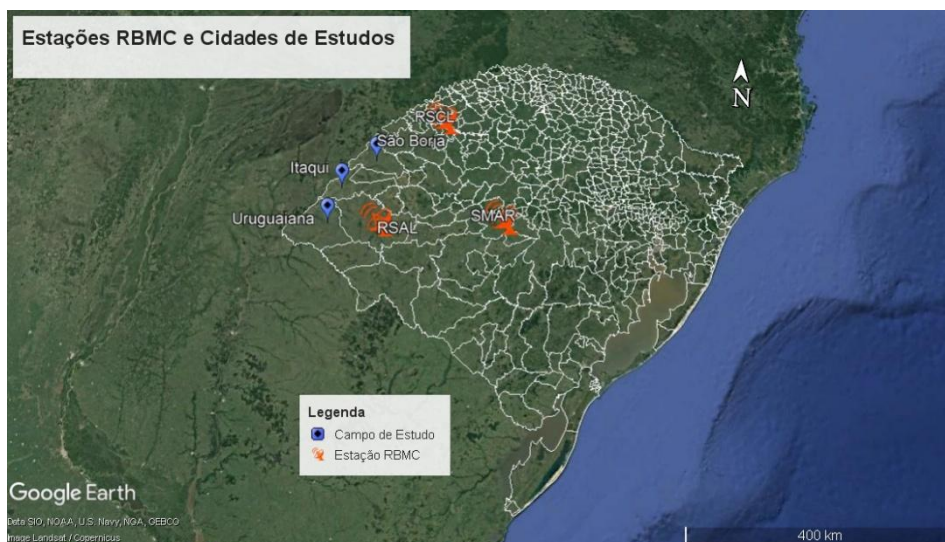 Estações RBMC e Cidades de Estudos
N
RSCL
São Borja
Itaqui
Uruguaiana
RSAL
SMAR
Legenda
Campo de Estudo
Estação RBMC
Google Earth
Data SIO, NOAA, U.S. Navy, NGA, GEBCO
Image Landsat / Copernicus
400 km